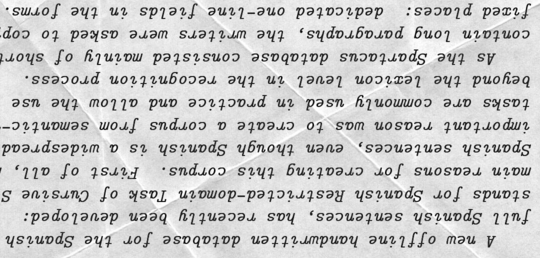 A new offline handwritten database for the Spanish
full Spanish sentences, has recently been developed:
stands for Spanish Restricted-domain Task of Cursive S
main reasons for creating this corpus. First of all,
Spanish sentences, even though Spanish is a widespread
important reason was to create a corpus from semantic-
tasks are commonly used in practice and allow the use
beyond the lexicon level in the recognition process.
As the Spartacus database consisted mainly of short
contain long paragraphs, the writers were asked to copy
fixed places: dedicated one-line fields in the forms.